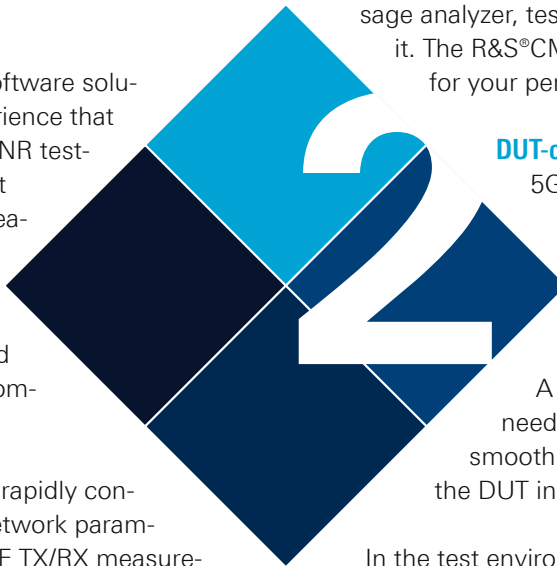 oftware solu-
rience that
NR test-
t
ea-
d
om-
rapidly con-
etwork param-
F TX/RX measure-
2
sage analyzer, tes
it. The R&S®CM
for your per
DUT-c
5G
A
need
smooth
the DUT in
In the test enviro